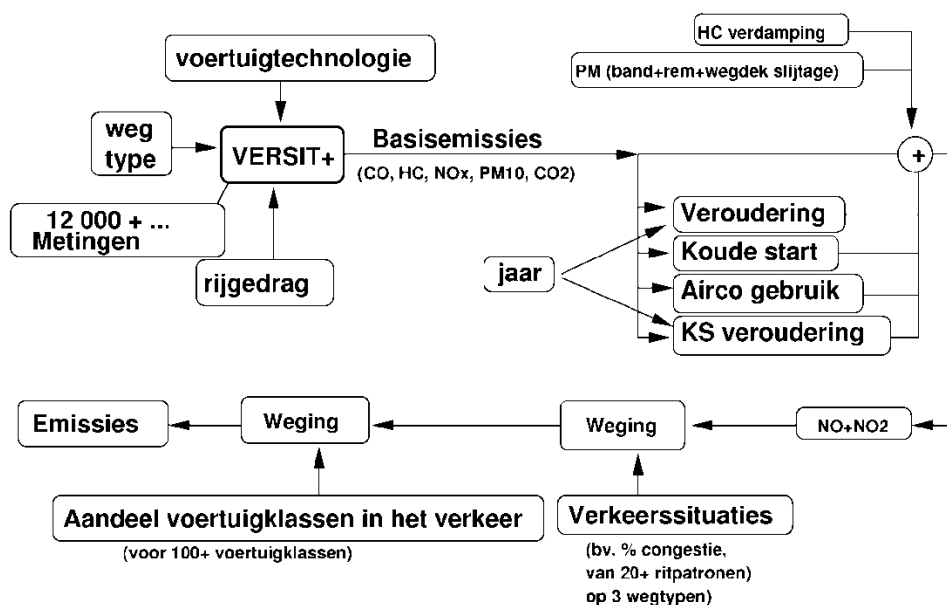 HC verdamping
voertuigtechnologie
PM (band+rem+wegdek slijtage)
weg
type
VERSIT+
Basisemissies
(CO, HC, NOx, PM10, CO2)
+
12 000 + ...
Metingen
rijgedrag
jaar
Veroudering
Koude start
Airco gebruik
KS veroudering
Emissies
Weging
Weging
NO+NO2
Aandeel voertuigklassen in het verkeer
(voor 100+ voertuigklassen)
Verkeerssituaties
(bv. % congestie,
van 20+ ritpatronen)
op 3 wegtypen)